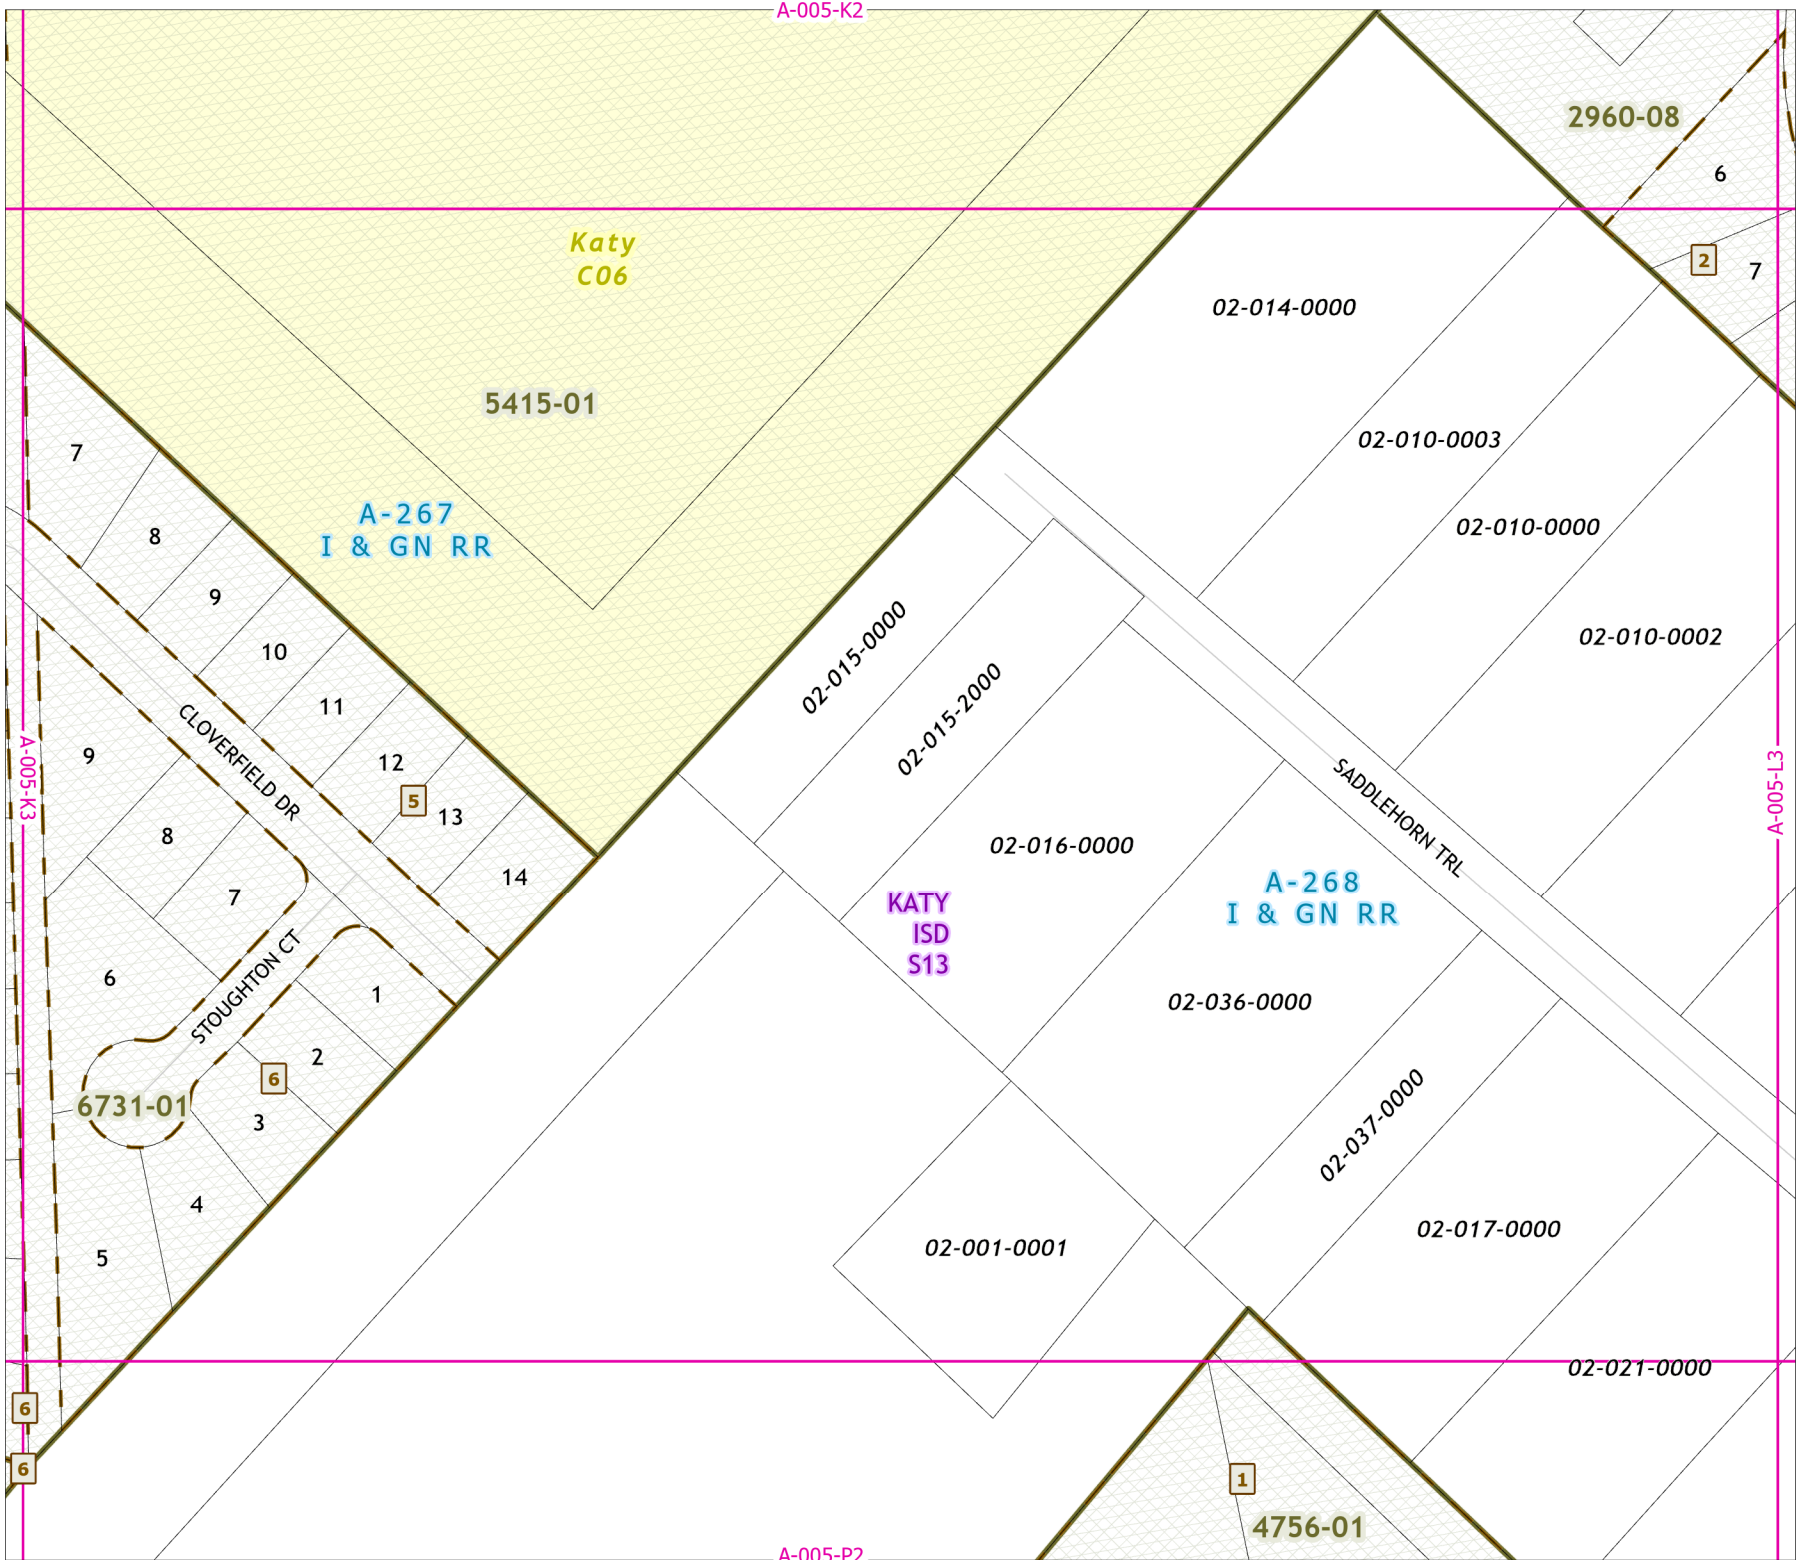 A-005-K2
2960-08
6
2
7
Katy
C06
02-014-0000
5415-01
02-010-0003
7
A-267
I & GN RR
8
02-010-0000
9
02-015-0000
02-010-0002
10
02-015-2000
11
CLOVERFIELD DR
9
12
5
13
A-005-K3
A-005-L3
SADDLEHORN TRL
8
02-016-0000
14
7
A-268
I & GN RR
KATY
ISD
S13
6
STOUGHTON CT
1
02-036-0000
2
6
6731-01
3
02-037-0000
4
5
02-001-0001
02-017-0000
02-021-0000
6
6
1
4756-01
A-005-P2